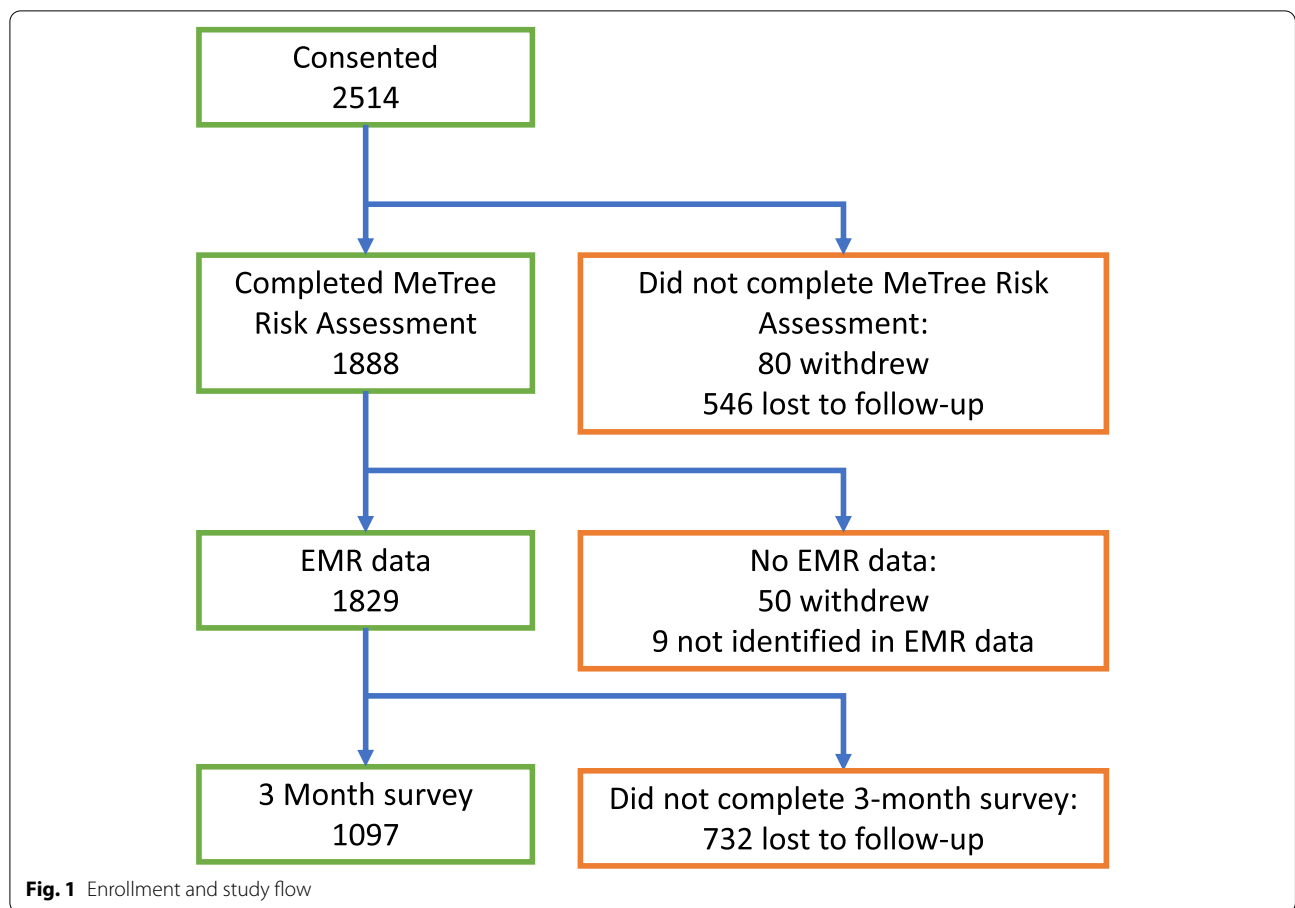 Consented
2514
Completed MeTree
Risk Assessment
1888
Did not complete MeTree Risk
Assessment:
80 withdrew
546 lost to follow-up
EMR data
1829
No EMR data:
50 withdrew
9 not identified in EMR data
3 Month survey
1097
Did not complete 3-month survey:
732 lost to follow-up
Fig. 1 Enrollment and study flow